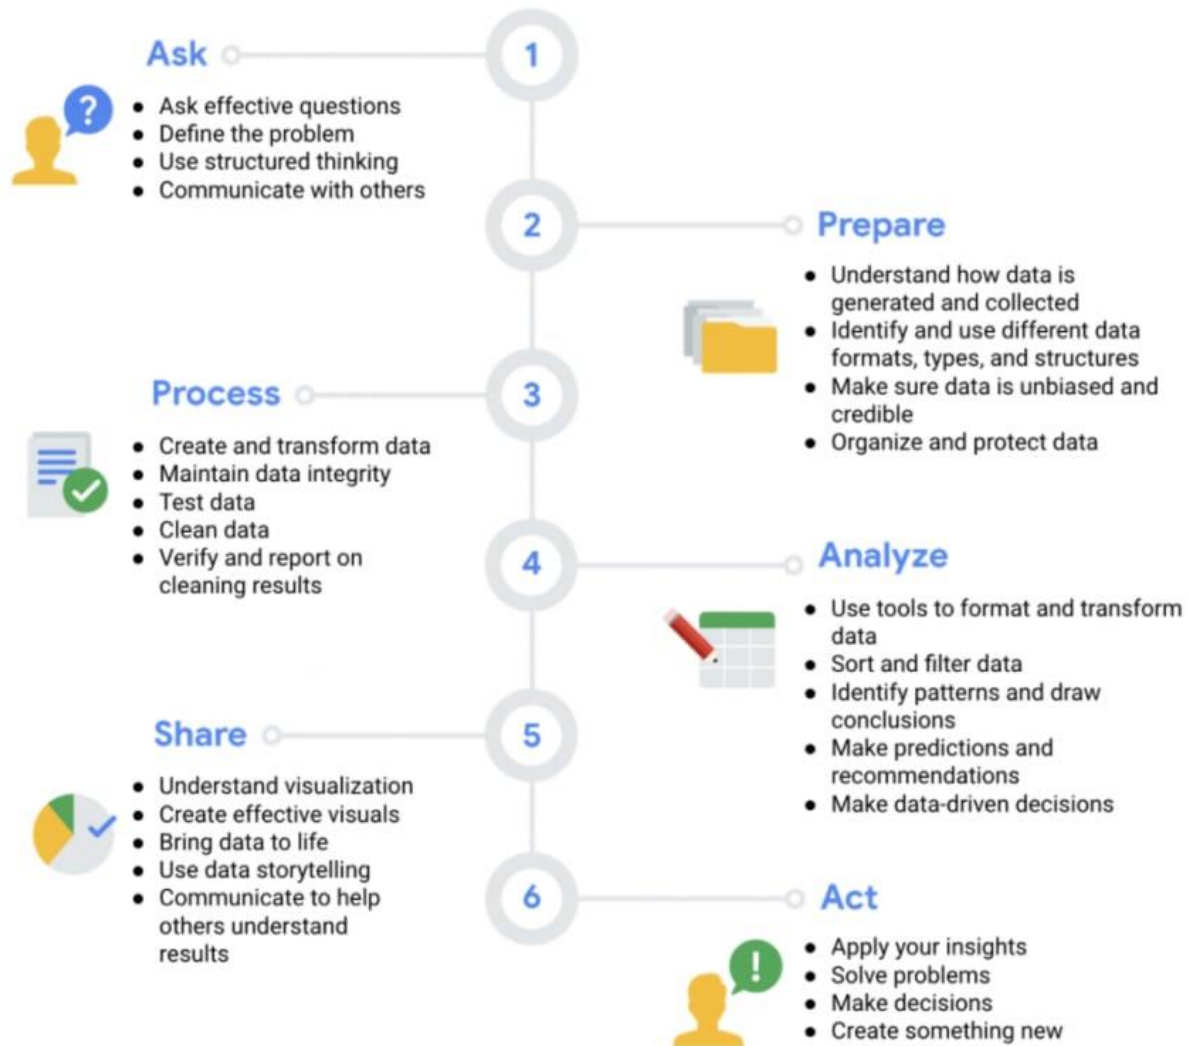 Ask
1
• Ask effective questions
• Define the problem
• Use structured thinking
• Communicate with others
?
2
Prepare
• Understand how data is
generated and collected
• Identify and use different data
formats, types, and structures
• Make sure data is unbiased and
credible
• Organize and protect data
Process
3
• Create and transform data
• Maintain data integrity
• Test data
• Clean data
• Verify and report on
cleaning results
4
Analyze
• Use tools to format and transform
data
• Sort and filter data
• Identify patterns and draw
conclusions
• Make predictions and
recommendations
• Make data-driven decisions
Share
5
• Understand visualization
• Create effective visuals
• Bring data to life
• Use data storytelling
• Communicate to help
others understand
results
6
Act
• Apply your insights
• Solve problems
• Make decisions
• Create something new
!